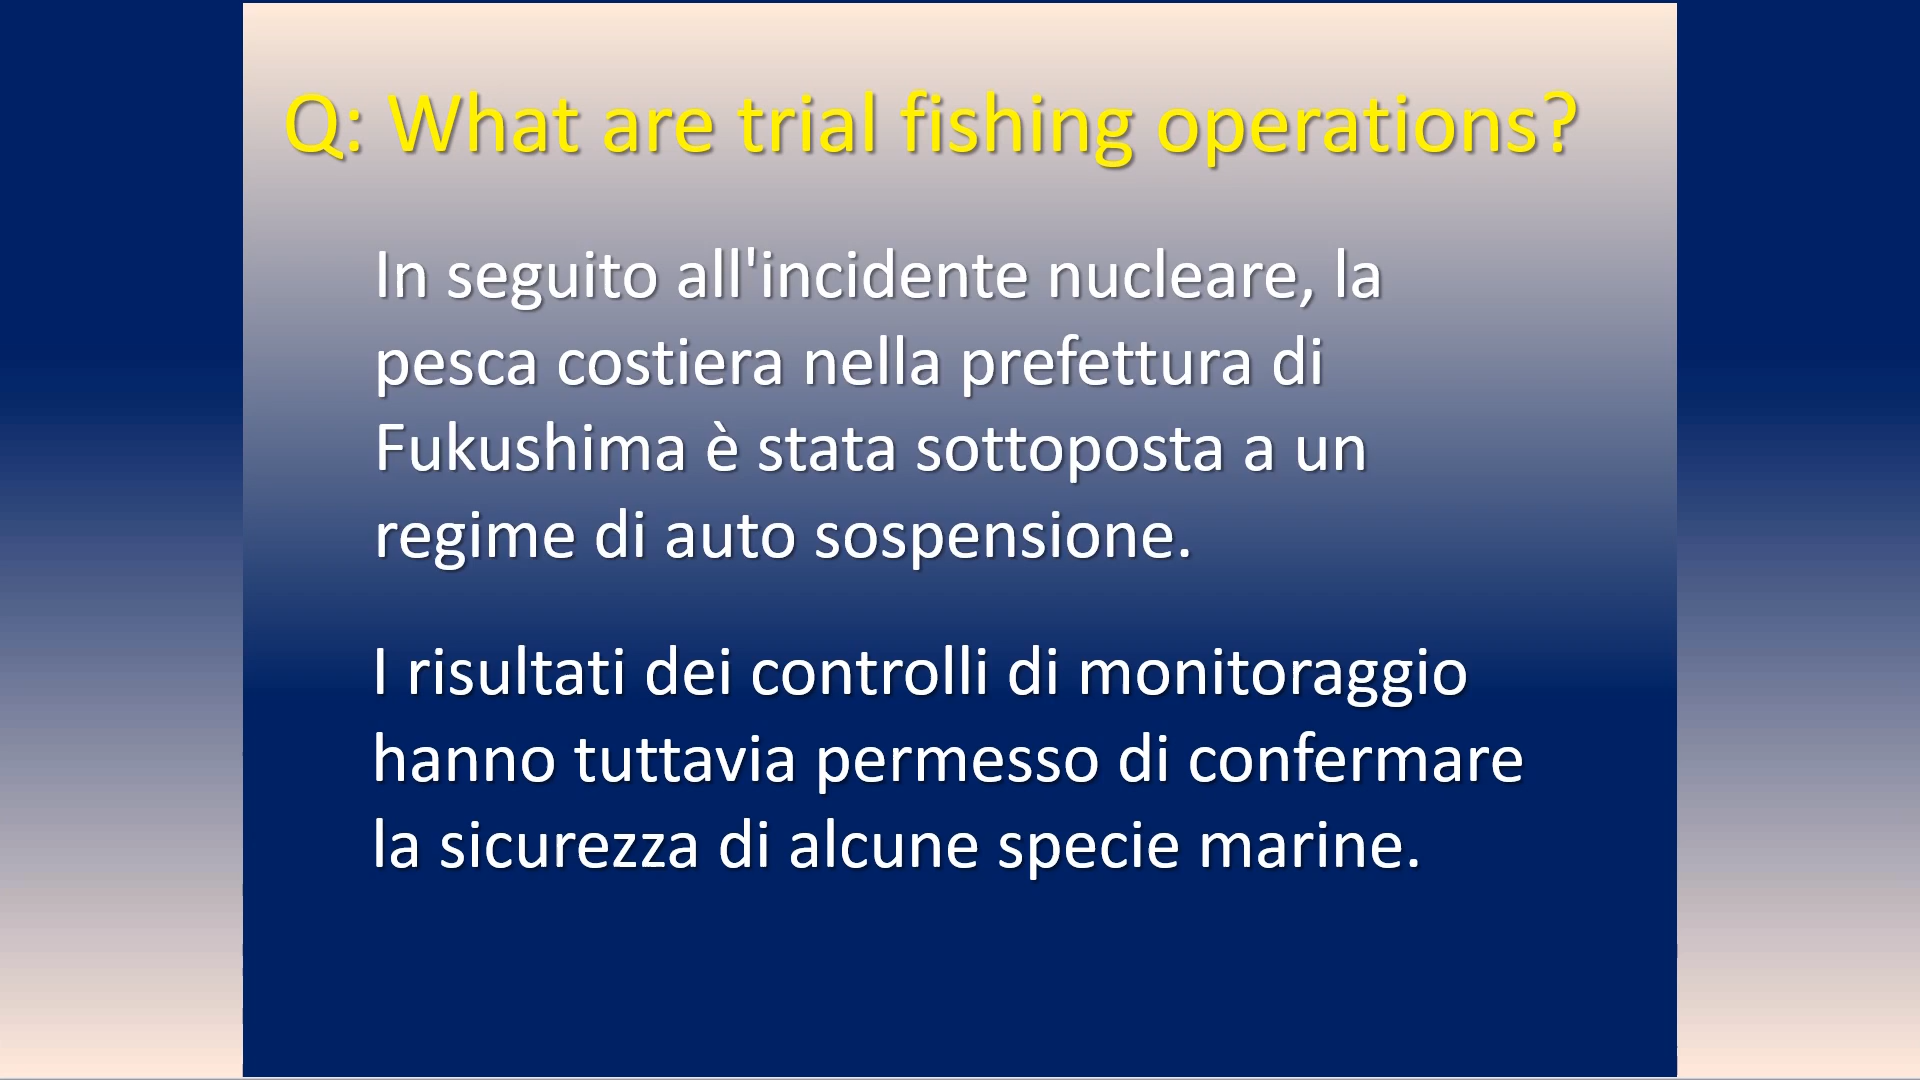 Q: What are trial fishing operations?
In seguito all'incidente nucleare, la
pesca costiera nella prefettura di
Fukushima è stata sottoposta a un
regime di auto sospensione.
I risultati dei controlli di monitoraggio
hanno tuttavia permesso di confermare
la sicurezza di alcune specie marine.